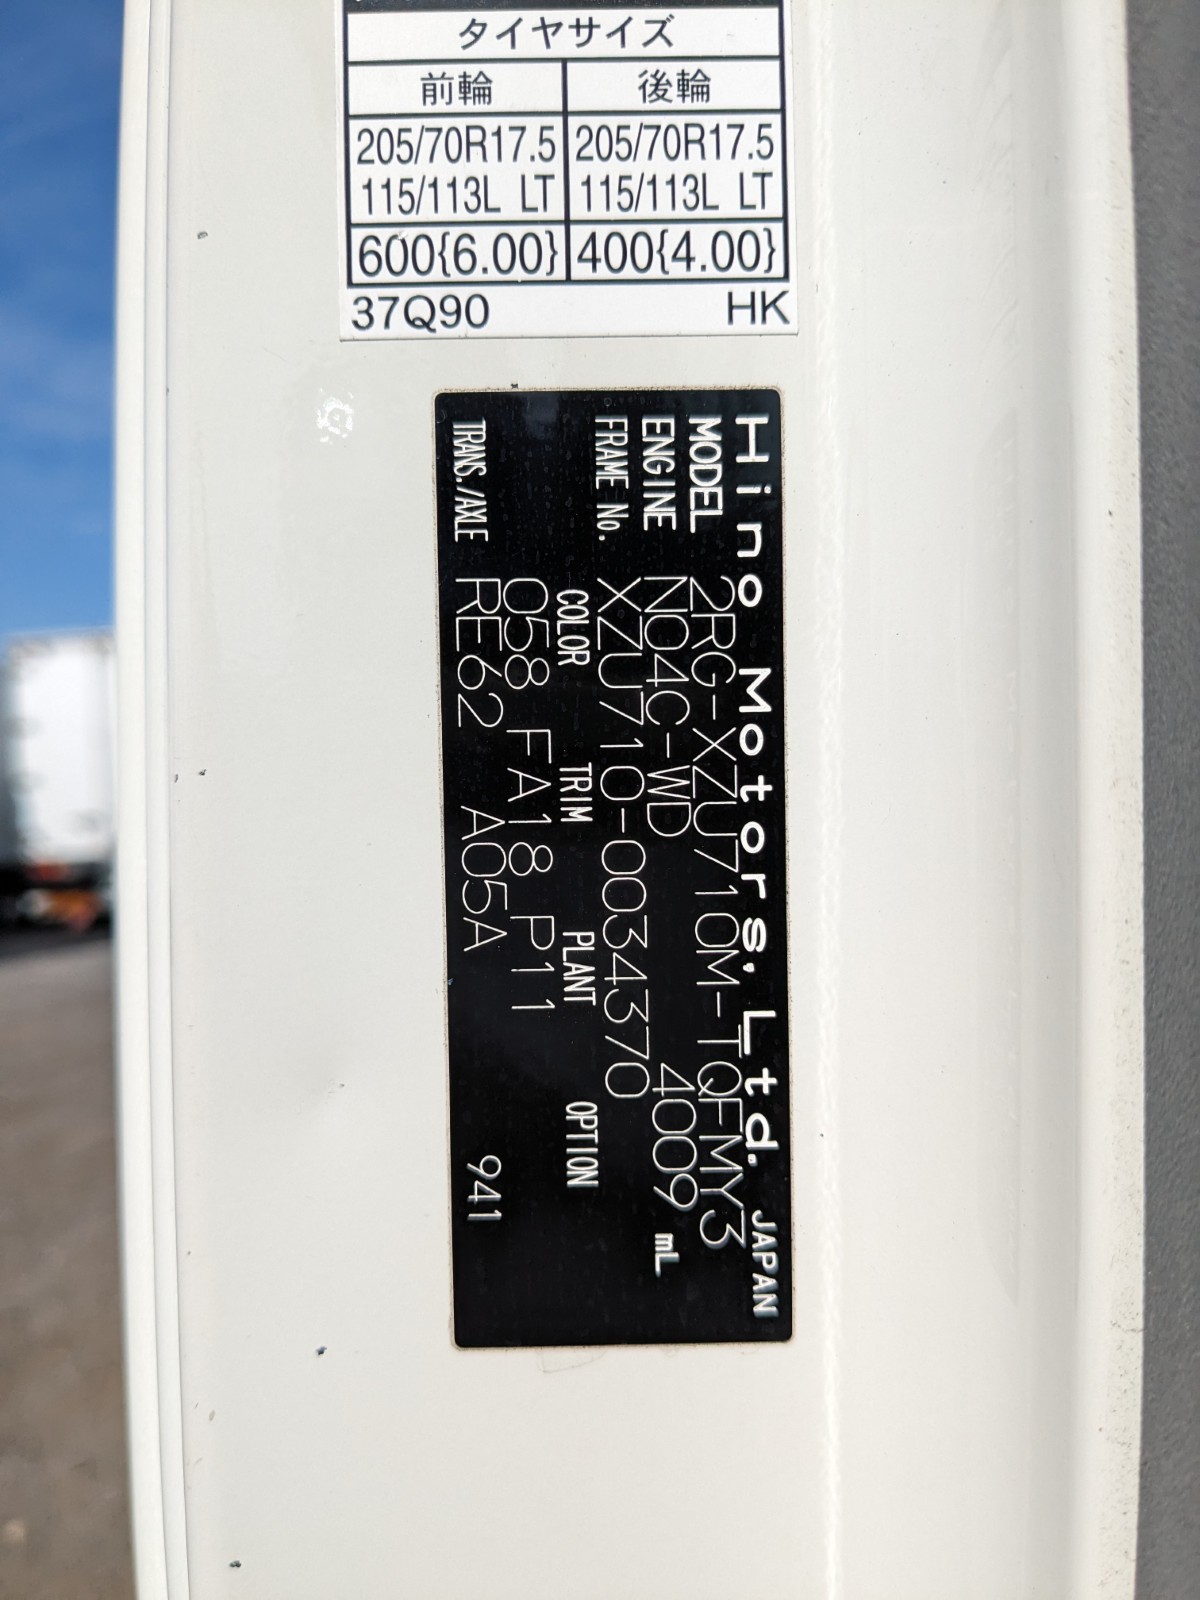 タイヤサイズ
前輪 後輪
205/70R17.5 205/70R17.5
115/113L LT 115/113L LT
600{6.00} 400{4.00}
37Q90 HK
Hino Motors, Ltd. JAPAN
MODEL 2RG-XZU710M-TQFMY3
ENGINE N04C-WD 4009 mL
FRAME No. XZU710-0034370
COLOR TRIM PLANT OPTION
058 FA18 P11
TRANS./AXLE RE62 A05A 941